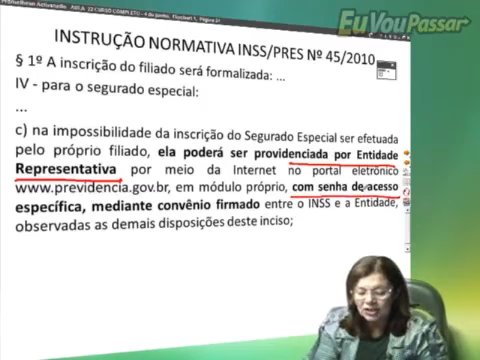 EuVouPassar
INSTRUÇÃO NORMATIVA INSS/PRES Nº 45/2010
§ 1º A inscrição do filiado será formalizada: ...
IV - para o segurado especial:
...
c) na impossibilidade da inscrição do Segurado Especial ser efetuada
pelo próprio filiado, ela poderá ser providenciada por Entidade
Representativa por meio da Internet no portal eletrônico
www.previdencia.gov.br, em módulo próprio, com senha de acesso
específica, mediante convênio firmado entre o INSS e a Entidade,
observadas as demais disposições deste inciso;